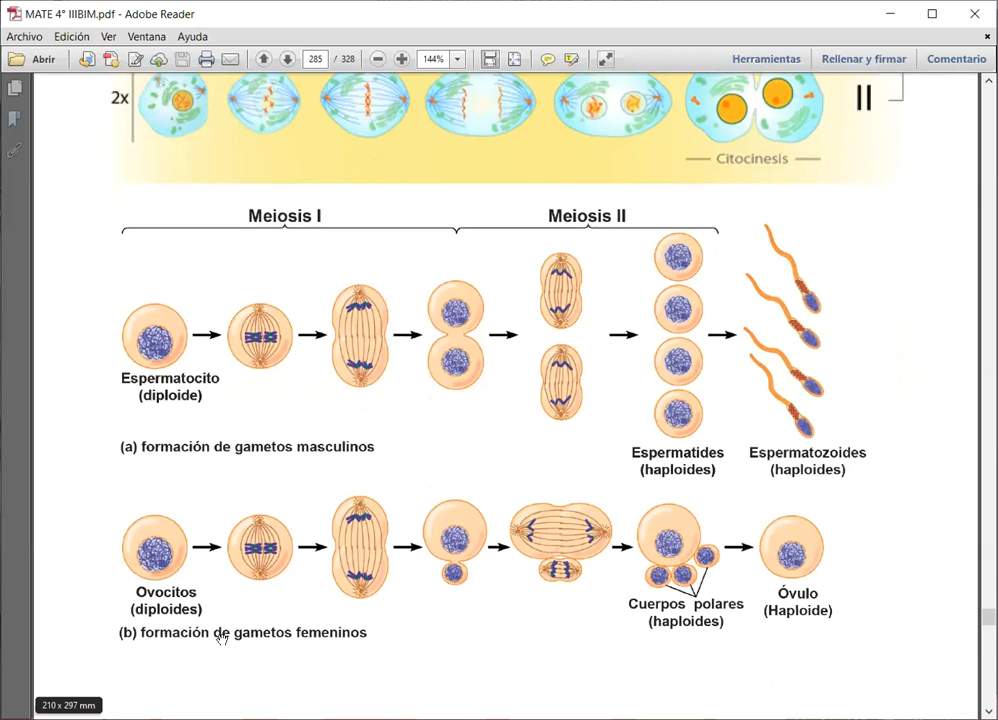 MATE 4° IIIBIM.pdf - Adobe Reader
Archivo Edición Ver Ventana Ayuda
Abrir 285 / 328 144% Herramientas Rellenar y firmar Comentario
2x
II
Citocinesis
Meiosis I Meiosis II
Espermatocito
(diploide)
(a) formación de gametos masculinos
Espermatides
(haploides)
Espermatozoides
(haploides)
Ovocitos
(diploides)
(b) formación de gametos femeninos
Cuerpos polares
(haploides)
Óvulo
(Haploide)
210 x 297 mm